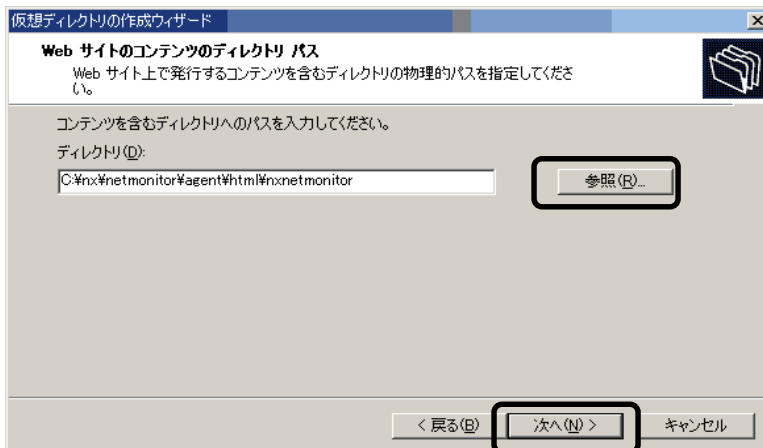 仮想ディレクトリの作成ウィザード
Web サイトのコンテンツのディレクトリ パス
Web サイト上で発行するコンテンツを含むディレクトリの物理的パスを指定してくださ
い。
コンテンツを含むディレクトリへのパスを入力してください。
ディレクトリ(D):
C:¥nx¥netmonitor¥agent¥html¥nxnetmonitor
参照(R)...
< 戻る(B)
次へ(N) >
キャンセル